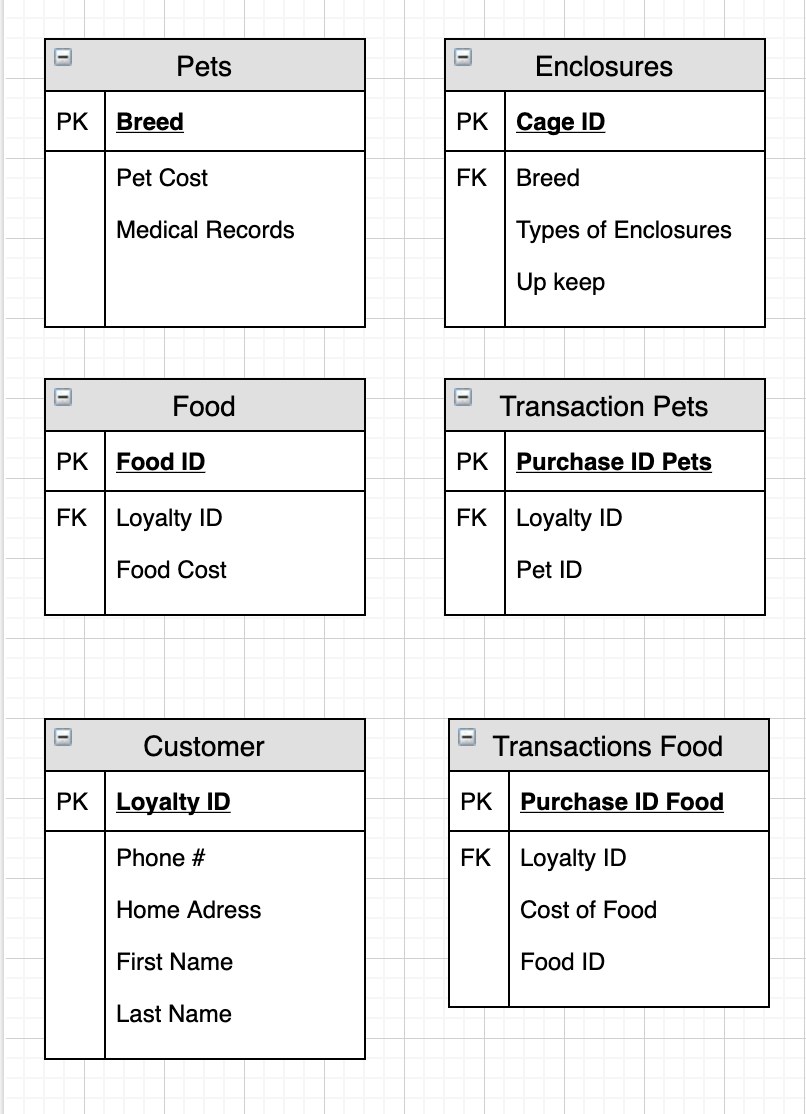 Pets
PK Breed
Pet Cost
Medical Records
Enclosures
PK Cage ID
FK Breed
Types of Enclosures
Up keep
Food
PK Food ID
FK Loyalty ID
Food Cost
Transaction Pets
PK Purchase ID Pets
FK Loyalty ID
Pet ID
Customer
PK Loyalty ID
Phone #
Home Adress
First Name
Last Name
Transactions Food
PK Purchase ID Food
FK Loyalty ID
Cost of Food
Food ID